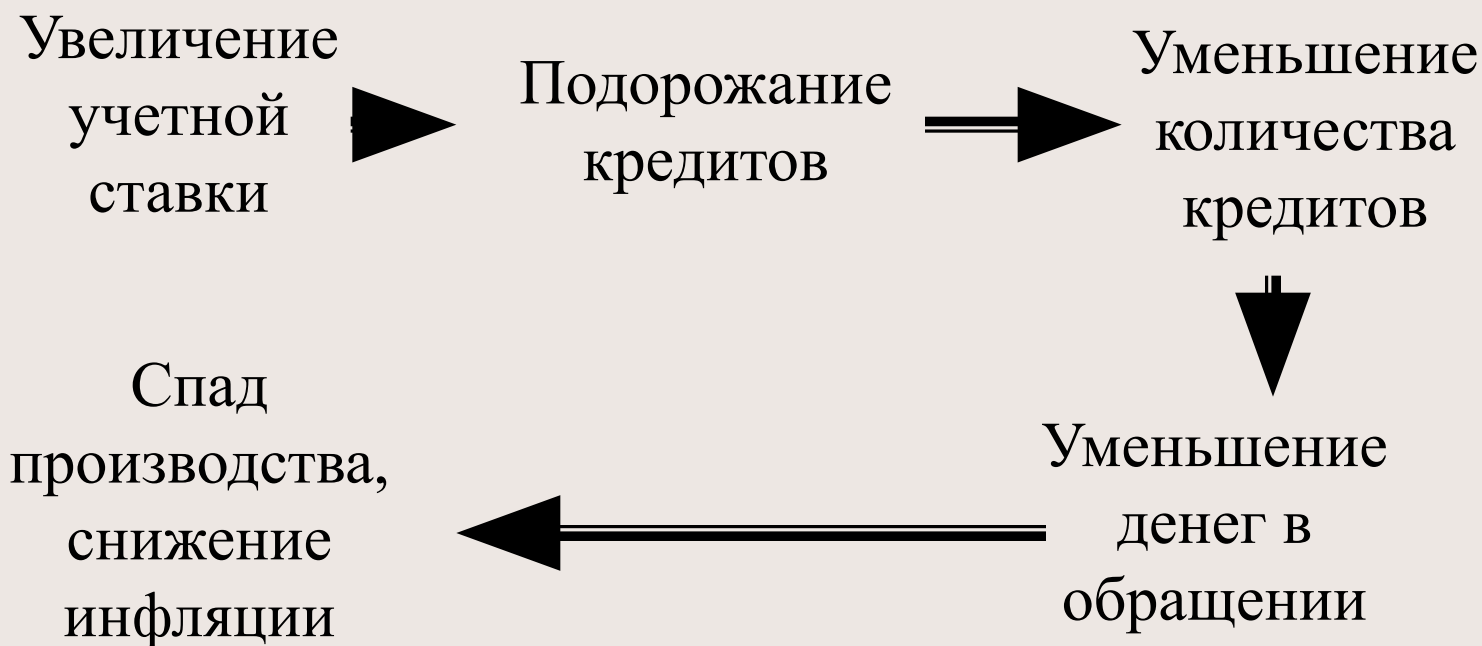 Увеличение
учетной
ставки
Подорожание
кредитов
Уменьшение
количества
кредитов
Уменьшение
денег в
обращении
Спад
производства,
снижение
инфляции